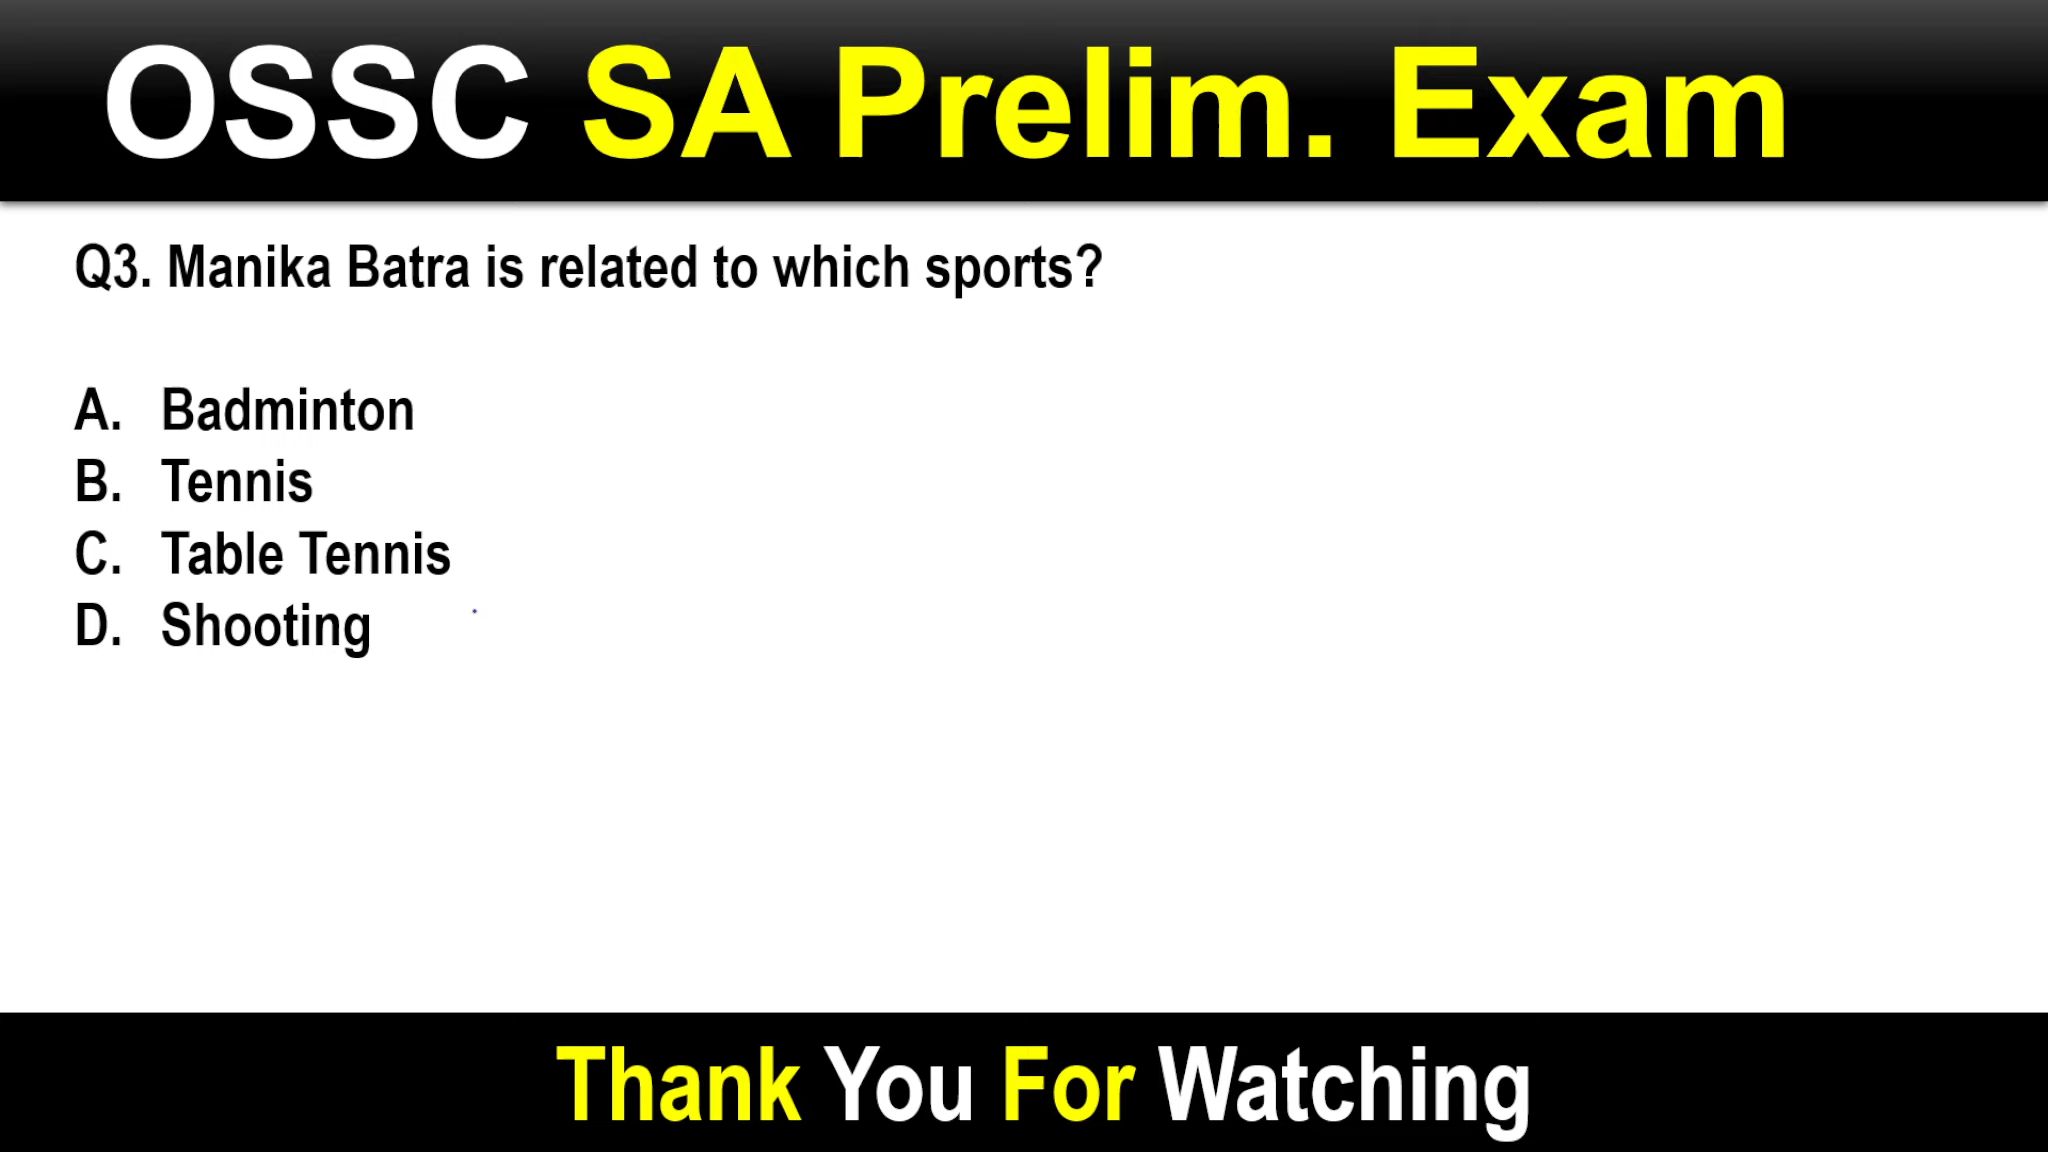 OSSC SA Prelim. Exam
Q3. Manika Batra is related to which sports?
A. Badminton
B. Tennis
C. Table Tennis
D. Shooting
Thank You For Watching